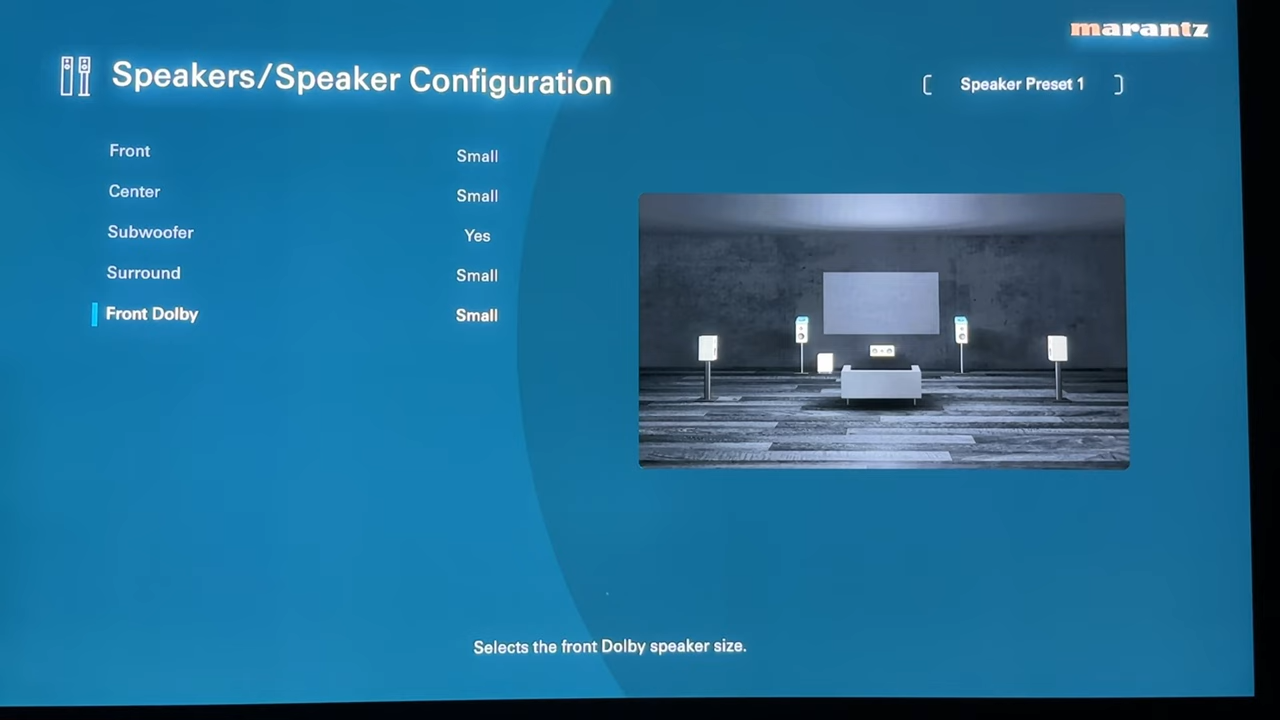 marantz
Speakers/Speaker Configuration
Speaker Preset 1
Front Small
Center Small
Subwoofer Yes
Surround Small
Front Dolby Small
Selects the front Dolby speaker size.